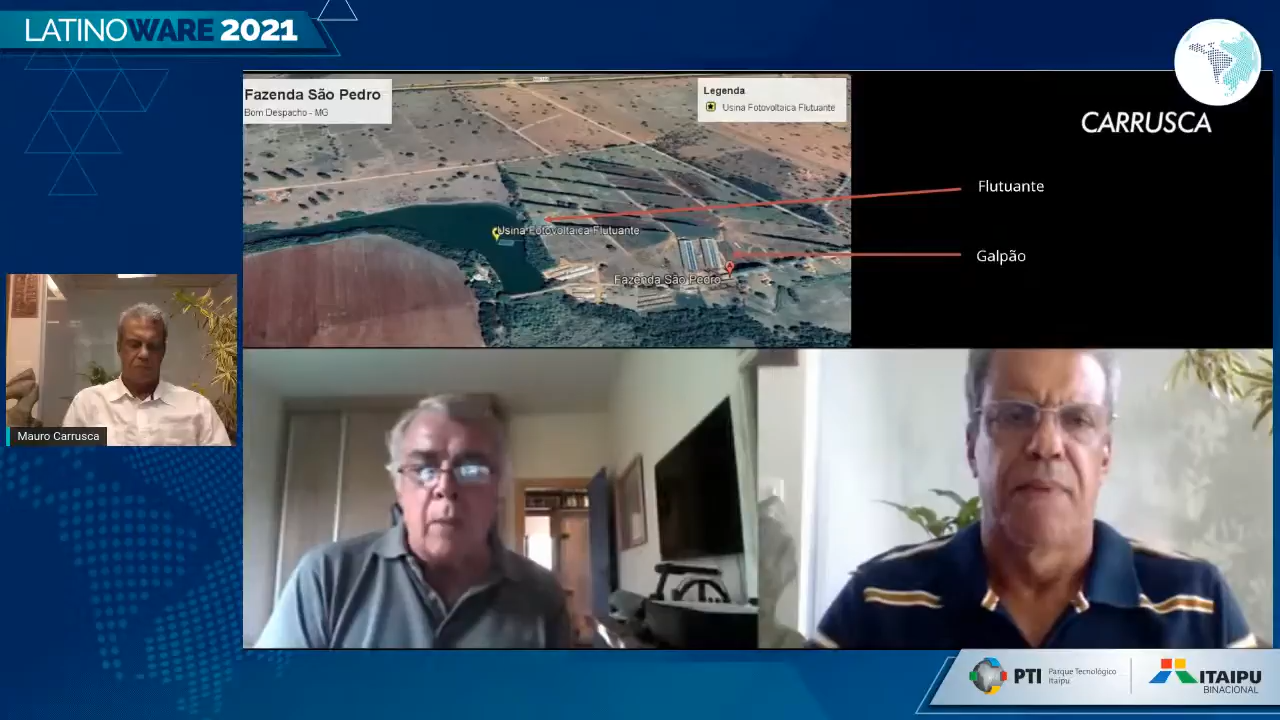 LATINOWARE 2021
Fazenda São Pedro
Bom Despacho - MG
Legenda
Usina Fotovoltaica Flutuante
CARRUSCA
Flutuante
Usina Fotovoltaica Flutuante
Galpão
Fazenda São Pedro
Mauro Carrusca
PTI
Parque Tecnológico
Itaipu
ITAIPU
BINACIONAL